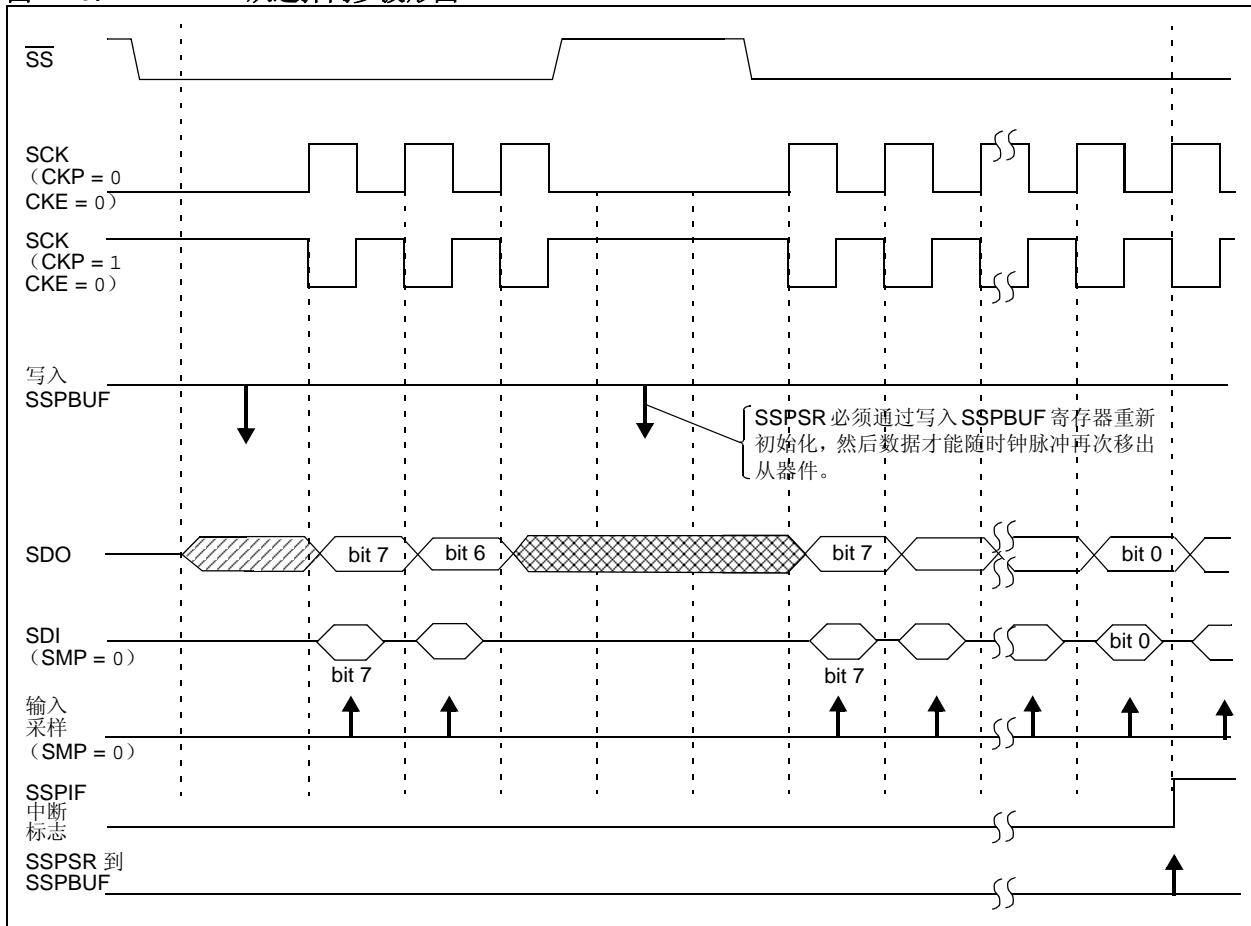 SS
SCK
（CKP = 0
CKE = 0）
SCK
（CKP = 1
CKE = 0）
写入
SSPBUF
SSPSR 必须通过写入 SSPBUF 寄存器重新
初始化，然后数据才能随时钟脉冲再次移出
从器件。
SDO
bit 7
bit 6
bit 7
bit 0
SDI
（SMP = 0）
bit 7
bit 7
bit 0
输入
采样
（SMP = 0）
SSPIF
中断
标志
SSPSR 到
SSPBUF